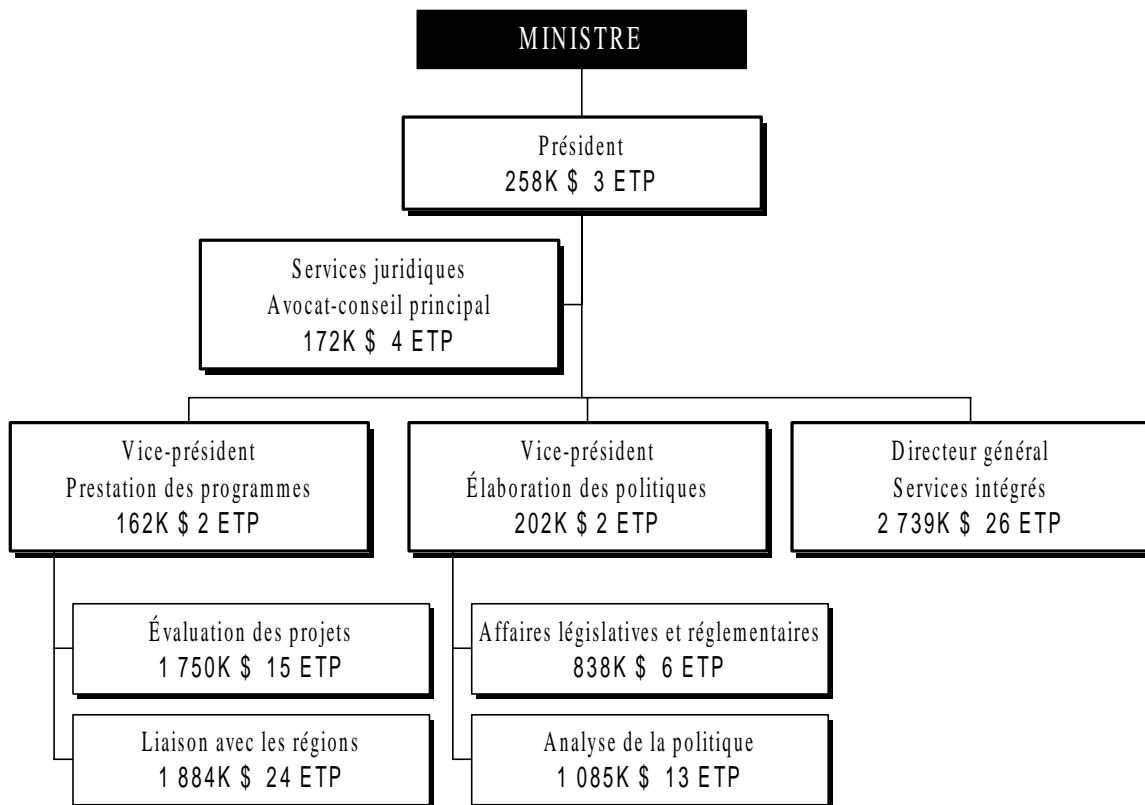 MINISTRE
Président
258K $ 3 ETP
Services juridiques
Avocat-conseil principal
172K $ 4 ETP
Vice-président
Prestation des programmes
162K $ 2 ETP
Vice-président
Élaboration des politiques
202K $ 2 ETP
Directeur général
Services intégrés
2 739K $ 26 ETP
Évaluation des projets
1 750K $ 15 ETP
Liaison avec les régions
1 884K $ 24 ETP
Affaires législatives et réglementaires
838K $ 6 ETP
Analyse de la politique
1 085K $ 13 ETP